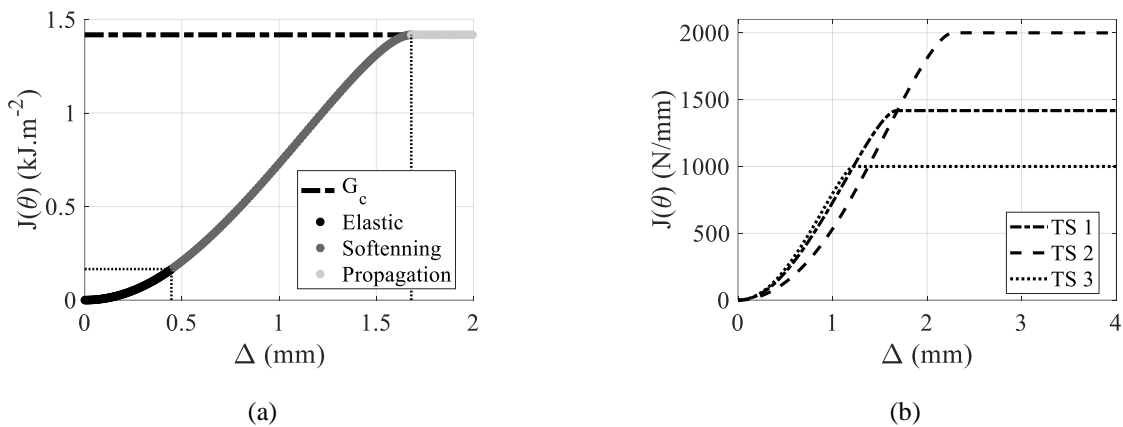 1.5
1
0.5
0
0 0.5 1 1.5 2
J(θ) (kJ.m⁻²)
Δ (mm)
G_c
Elastic
Softenning
Propagation
(a)
2000
1500
1000
500
0
0 1 2 3 4
J(θ) (N/mm)
Δ (mm)
TS 1
TS 2
TS 3
(b)